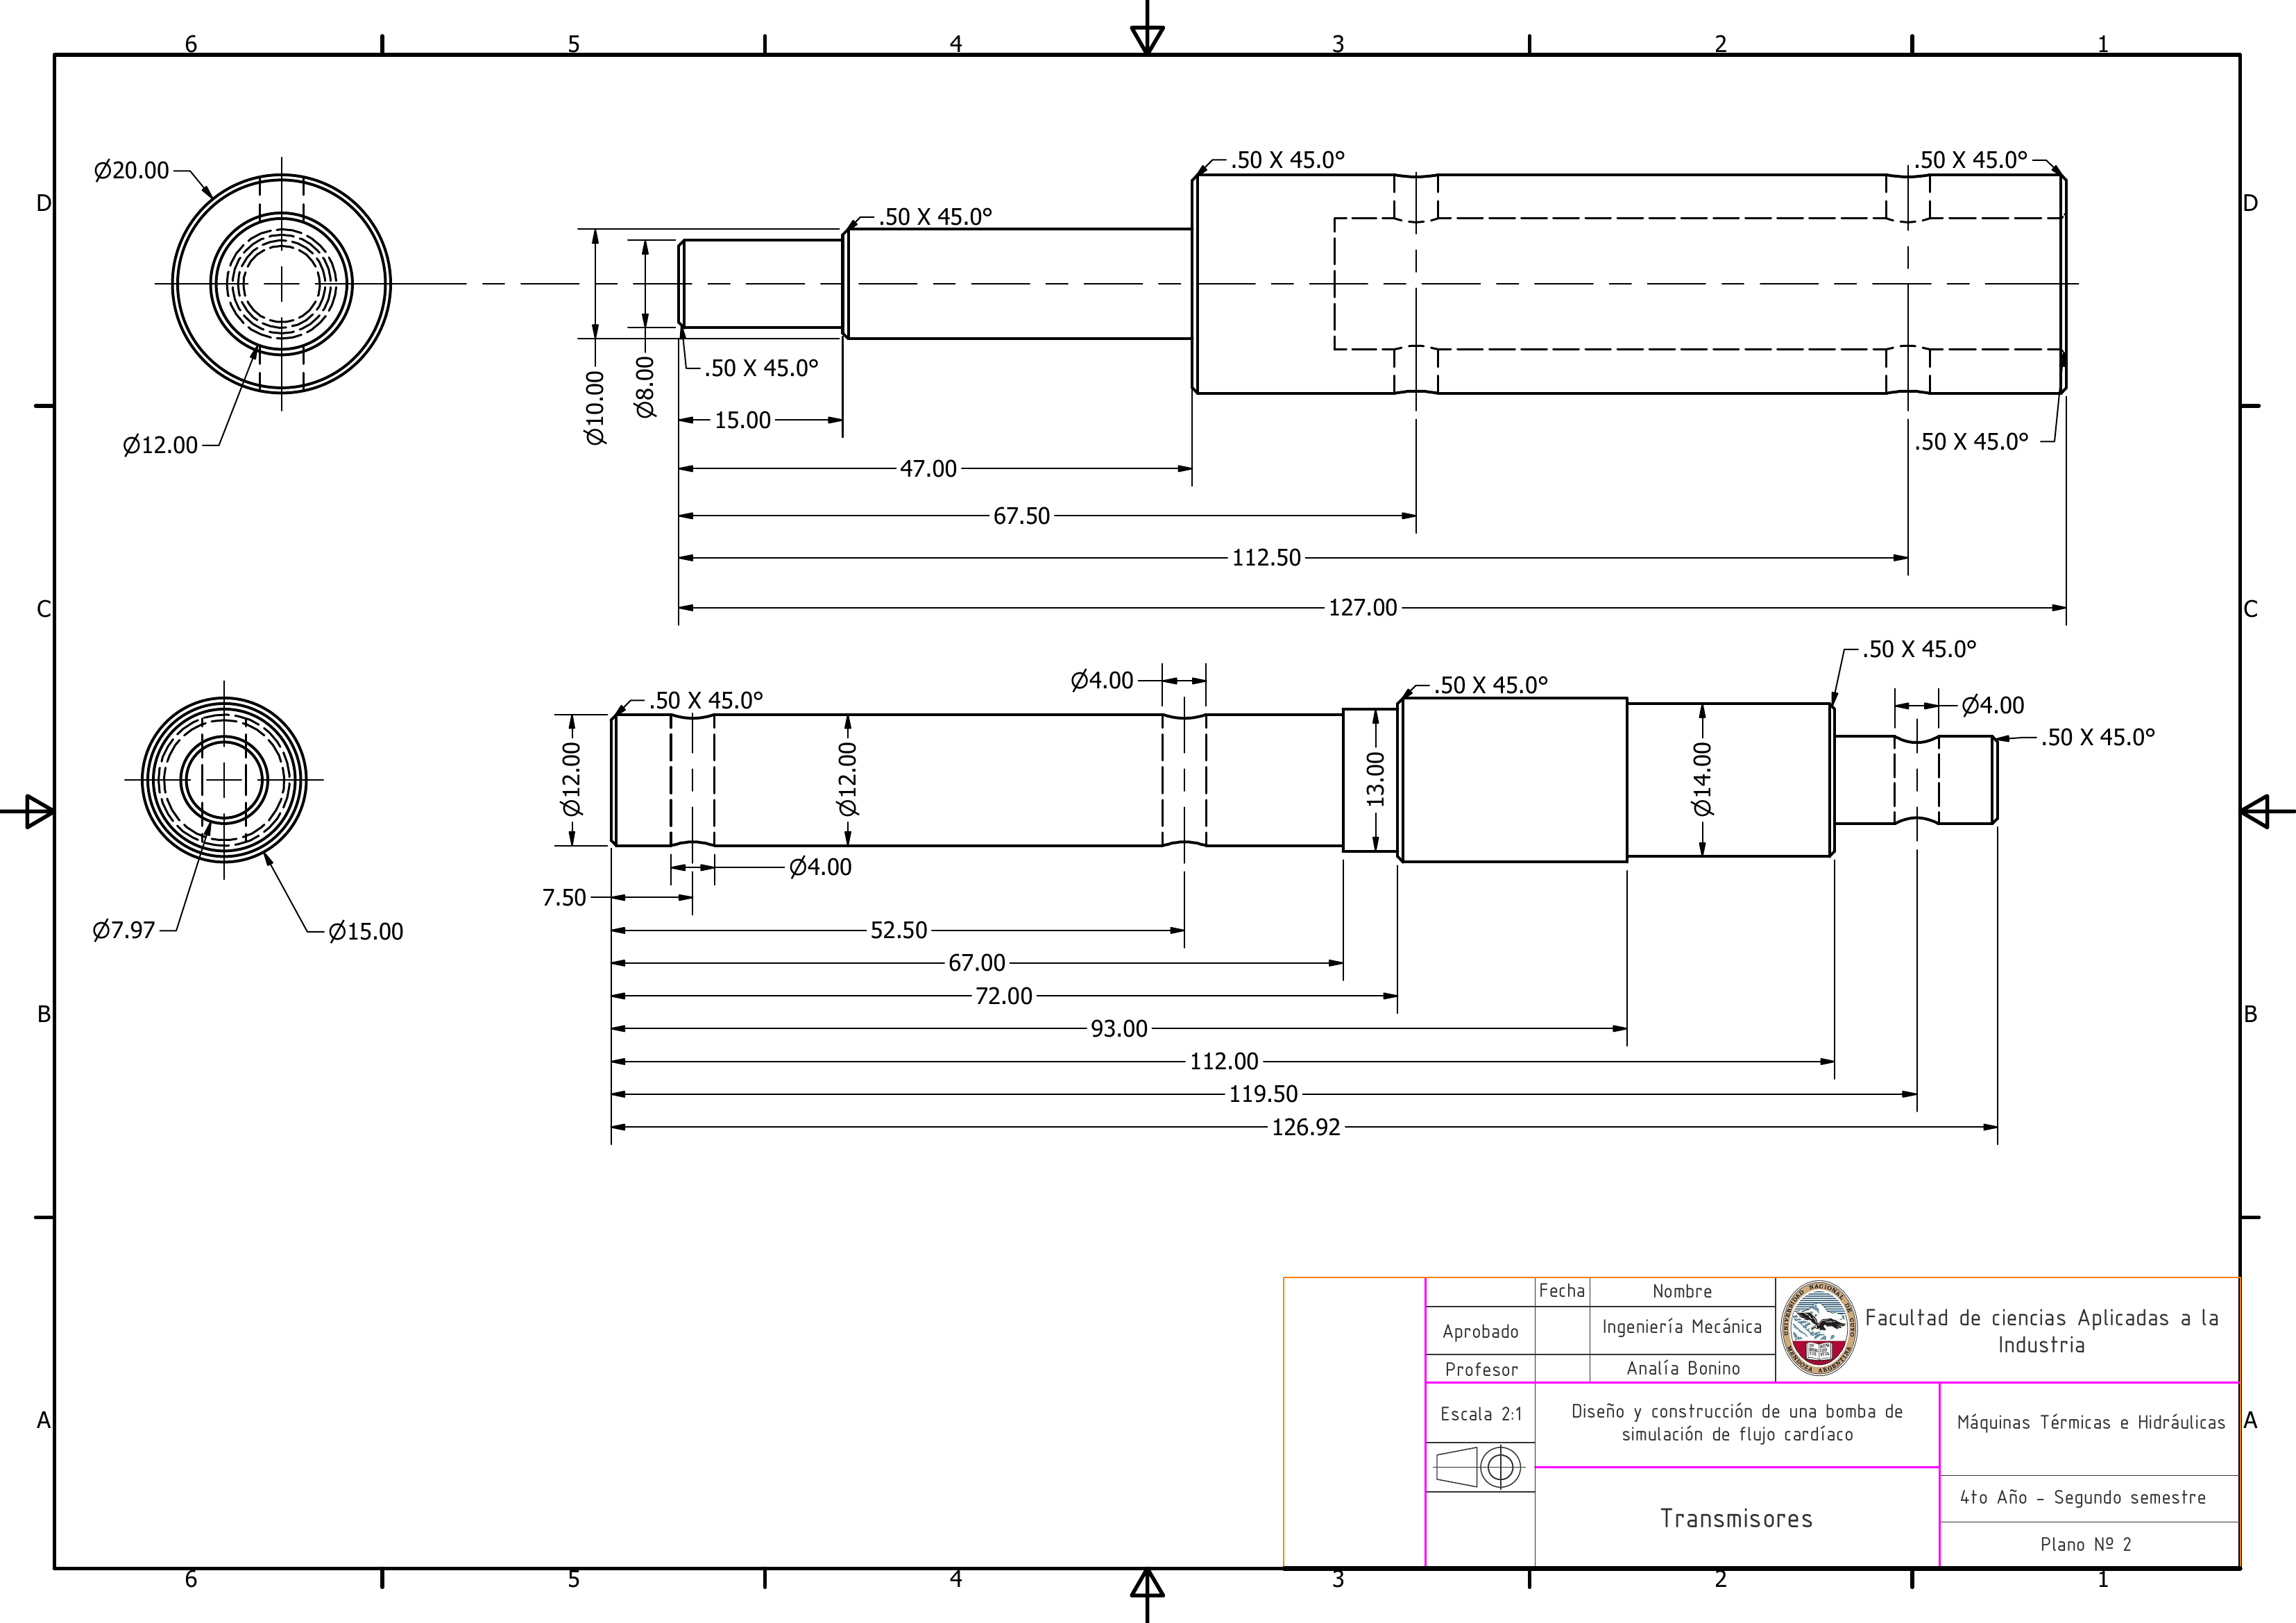 6 5 4 3 2 1
D D
C C
B B
A A
Ø20.00
Ø12.00
.50 X 45.0°
.50 X 45.0°
.50 X 45.0°
.50 X 45.0°
.50 X 45.0°
Ø10.00
Ø8.00
15.00
47.00
67.50
112.50
127.00
.50 X 45.0°
Ø4.00
.50 X 45.0°
.50 X 45.0°
Ø4.00
.50 X 45.0°
Ø12.00
Ø12.00
13.00
Ø14.00
Ø4.00
Ø7.97
Ø15.00
7.50
52.50
67.00
72.00
93.00
112.00
119.50
126.92
Fecha Nombre
Aprobado Ingeniería Mecánica
Profesor Analía Bonino
UNIVERSIDAD NACIONAL DE CUYO
MENDOZA ARGENTINA
Facultad de ciencias Aplicadas a la
Industria
Escala 2:1
Diseño y construcción de una bomba de
simulación de flujo cardíaco
Máquinas Térmicas e Hidráulicas
4to Año - Segundo semestre
Transmisores
Plano Nº 2
6 5 4 3 2 1